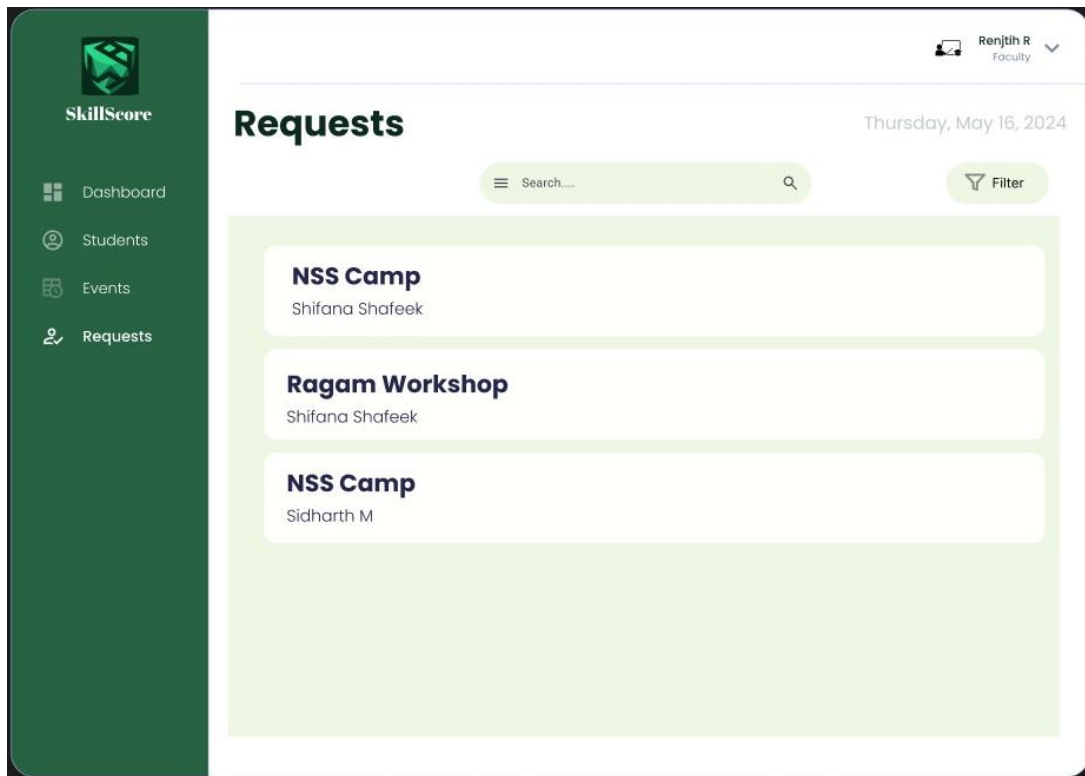 SkillScore
Dashboard
Students
Events
Requests
Renjtih R
Faculty
Requests
Thursday, May 16, 2024
Search....
Filter
NSS Camp
Shifana Shafeek
Ragam Workshop
Shifana Shafeek
NSS Camp
Sidharth M